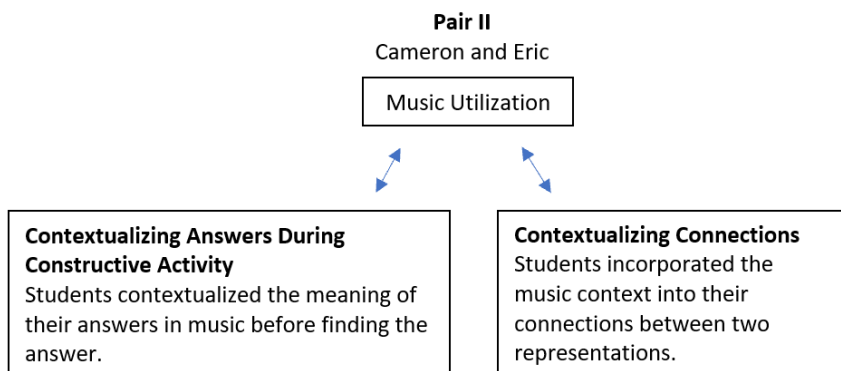 Pair II
Cameron and Eric
Music Utilization
Contextualizing Answers During
Constructive Activity
Students contextualized the meaning of
their answers in music before finding the
answer.
Contextualizing Connections
Students incorporated the
music context into their
connections between two
representations.